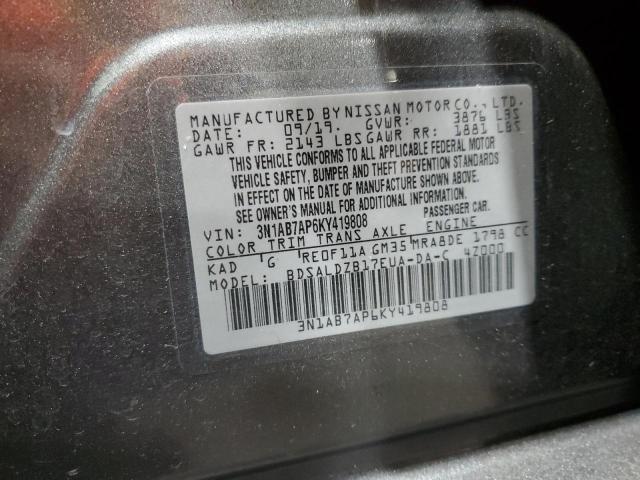 MANUFACTURED BY NISSAN MOTOR CO., LTD.
DATE: 09/19. GVWR: 3876 LBS
GAWR FR: 2143 LBS GAWR RR: 1881 LBS
THIS VEHICLE CONFORMS TO ALL APPLICABLE FEDERAL MOTOR
VEHICLE SAFETY, BUMPER AND THEFT PREVENTION STANDARDS
IN EFFECT ON THE DATE OF MANUFACTURE SHOWN ABOVE.
SEE OWNER'S MANUAL FOR ADDITIONAL INFORMATION.
VIN: 3N1AB7AP6KY419808 PASSENGER CAR.
COLOR TRIM TRANS AXLE ENGINE
KAD G RE0F11A GM35 MRA8DE 1798 CC
MODEL: BDSALDZB17EUA-DA-C 4Z000
3N1AB7AP6KY419808